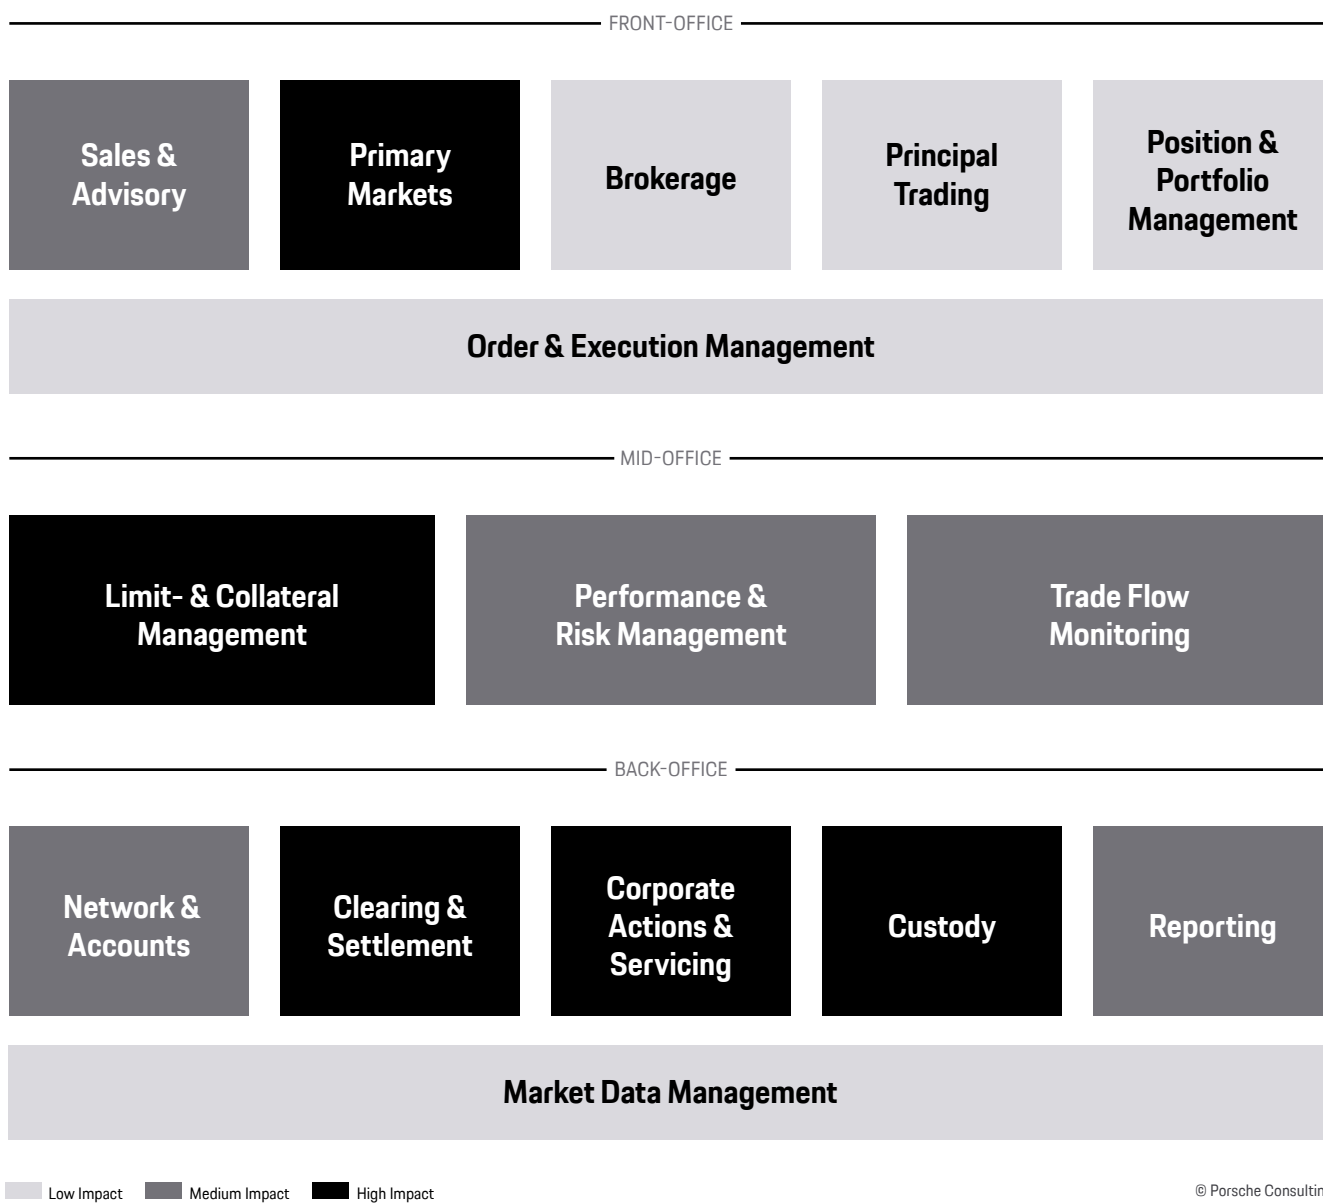 FRONT-OFFICE
Sales &
Advisory
Primary
Markets
Brokerage
Principal
Trading
Position &
Portfolio
Management
Order & Execution Management
MID-OFFICE
Limit- & Collateral
Management
Performance &
Risk Management
Trade Flow
Monitoring
BACK-OFFICE
Network &
Accounts
Clearing &
Settlement
Corporate
Actions &
Servicing
Custody
Reporting
Market Data Management
Low Impact
Medium Impact
High Impact
© Porsche Consultin